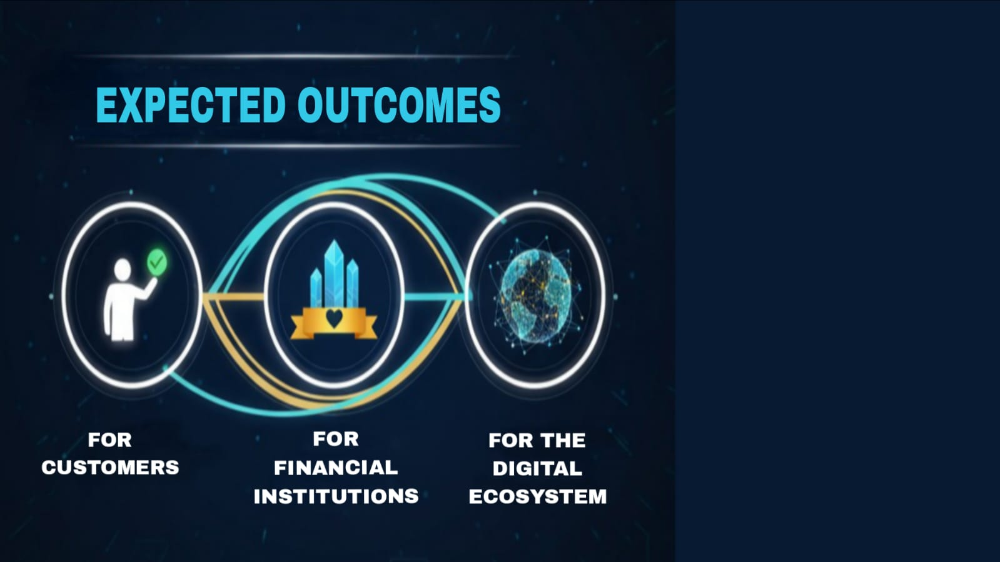 EXPECTED OUTCOMES
FOR
CUSTOMERS
FOR
FINANCIAL
INSTITUTIONS
FOR THE
DIGITAL
ECOSYSTEM